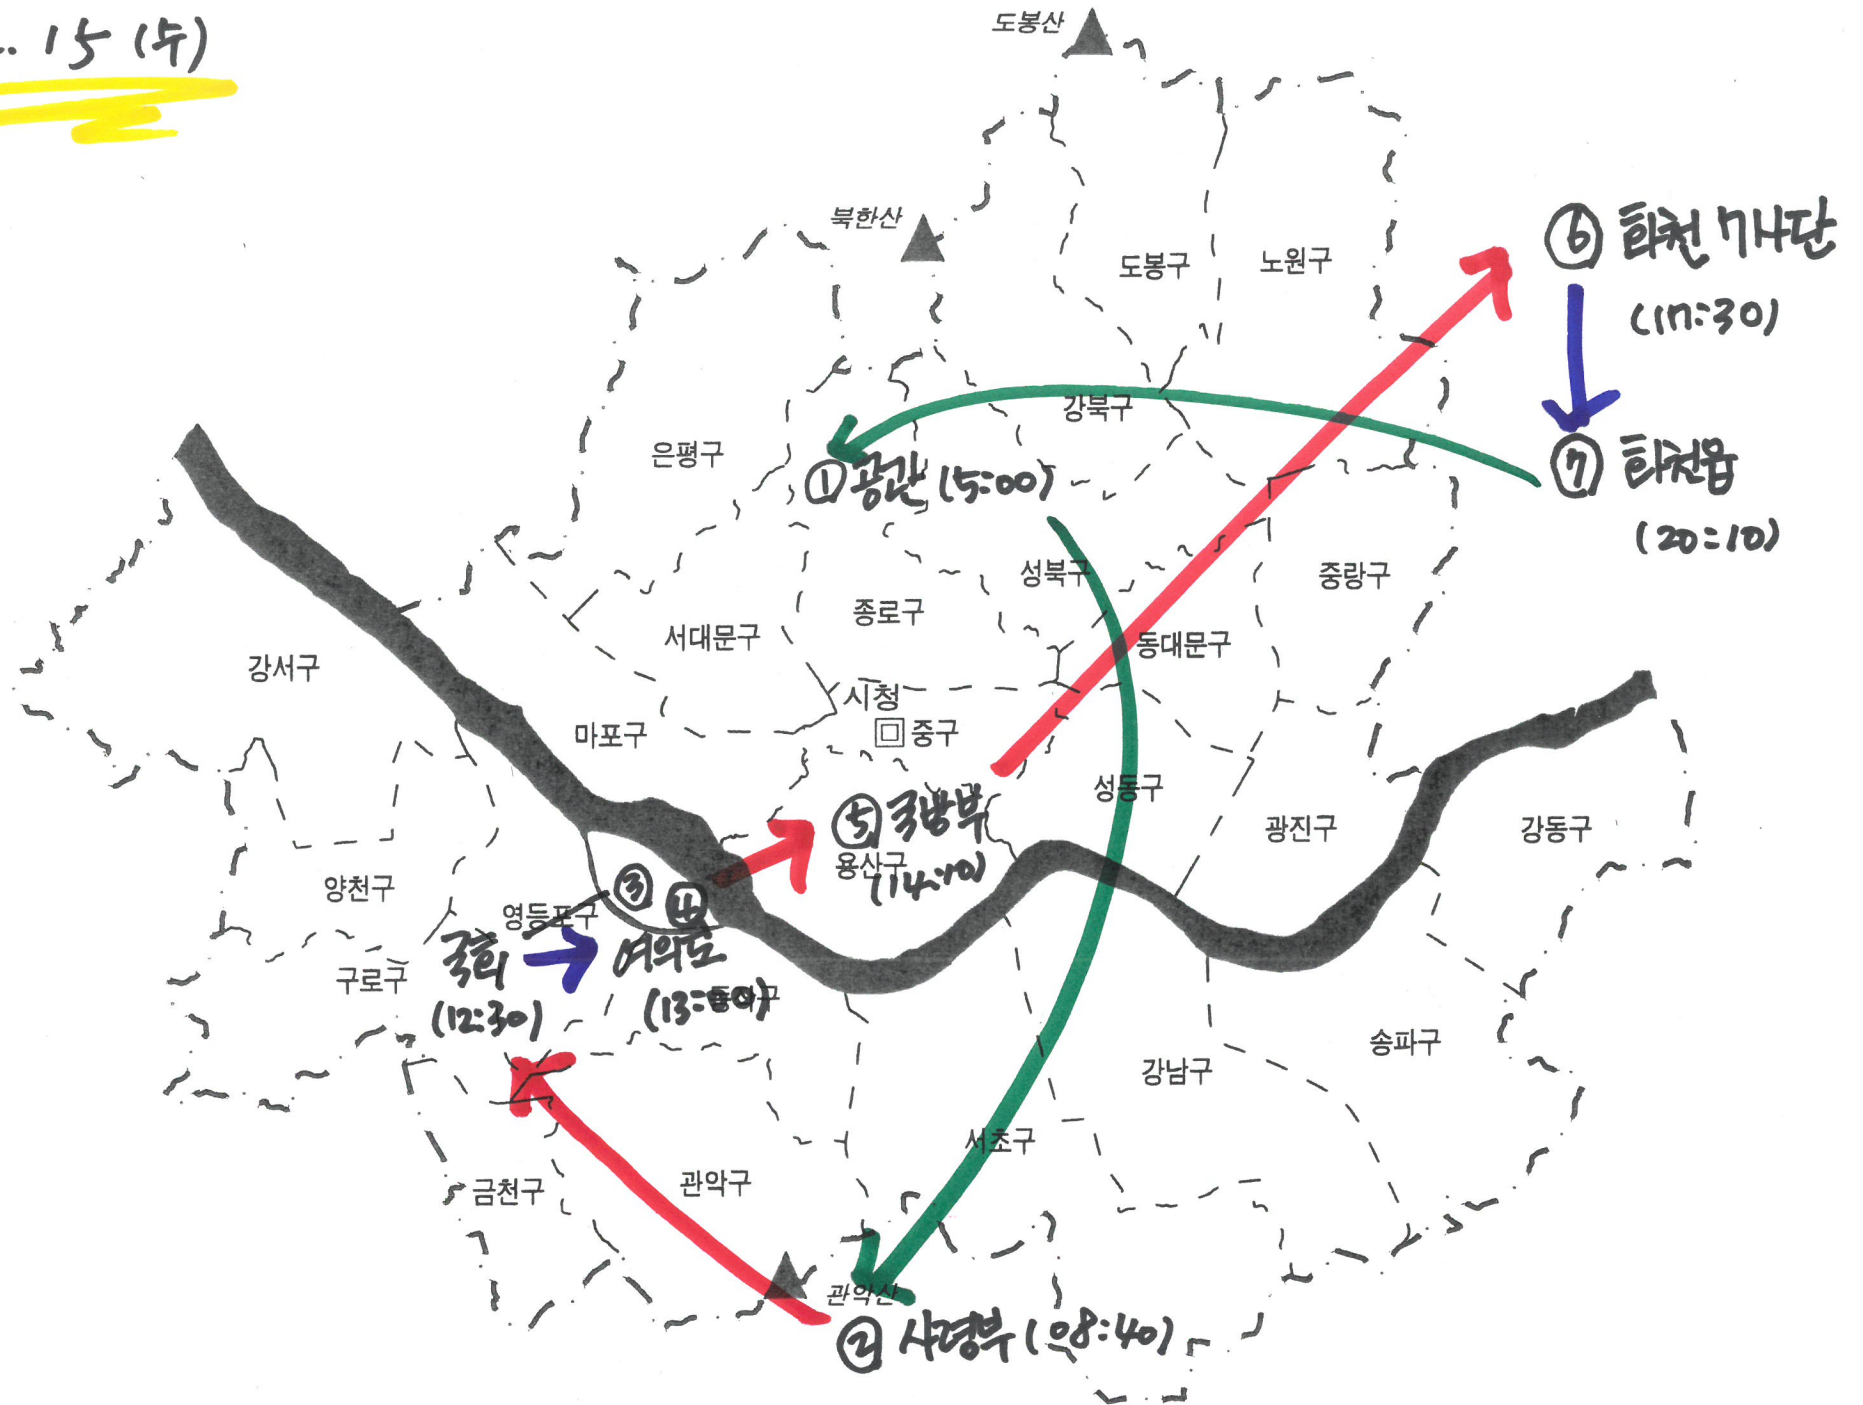 15 (수)
도봉산
북한산
⑥ 화천 7사단
(17:30)
도봉구
노원구
강북구
은평구
① 공관 (5:00)
⑦ 화천읍
(20:10)
성북구
중랑구
종로구
서대문구
동대문구
강서구
시청
마포구
중구
성동구
⑤ 국방부
광진구
강동구
용산구
(14:10)
양천구
③
④
영등포구
국회
여의도
구로구
(12:30)
송파구
강남구
서초구
관악구
금천구
관악산
② 사령부 (08:40)